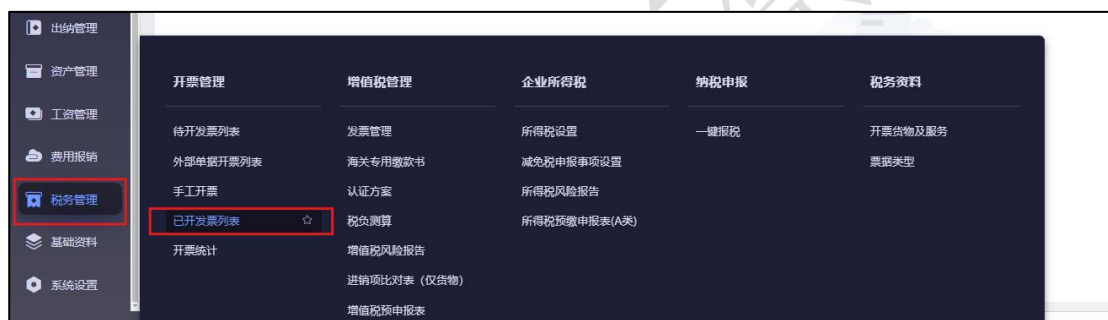 出纳管理
资产管理
工资管理
费用报销
税务管理
基础资料
系统设置
开票管理
待开发票列表
外部单据开票列表
手工开票
已开发票列表
开票统计
增值税管理
发票管理
海关专用缴款书
认证方案
税负测算
增值税风险报告
进销项比对表（仅货物）
增值税预申报表
企业所得税
所得税设置
减免税申报事项设置
所得税风险报告
所得税预缴申报表(A类)
纳税申报
一键报税
税务资料
开票货物及服务
票据类型